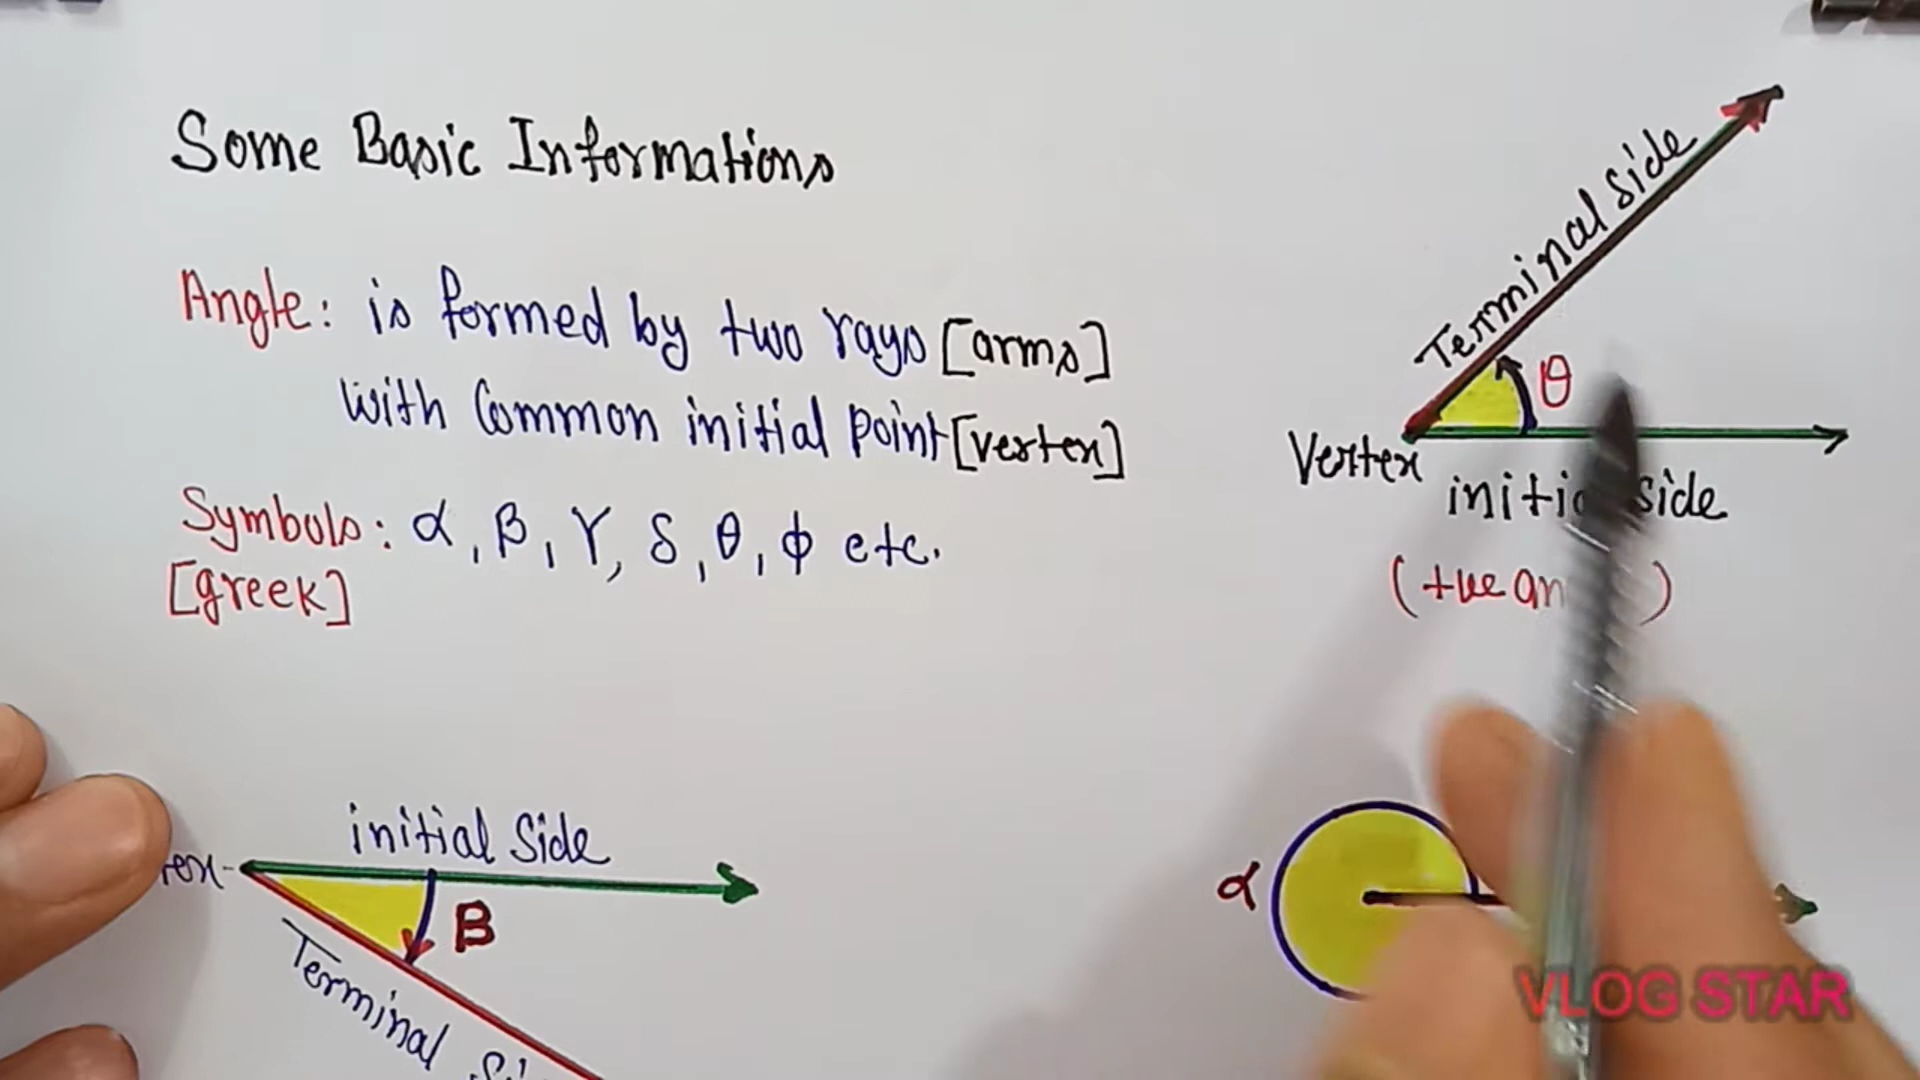 Some Basic Informations
Angle: is formed by two rays [arms]
with Common initial point [vertex]
Symbols: α, β, γ, δ, θ, ϕ etc.
[greek]
Terminal side
θ
Vertex
side
(+ve )
initial Side
β
Terminal
α
VLOG STAR